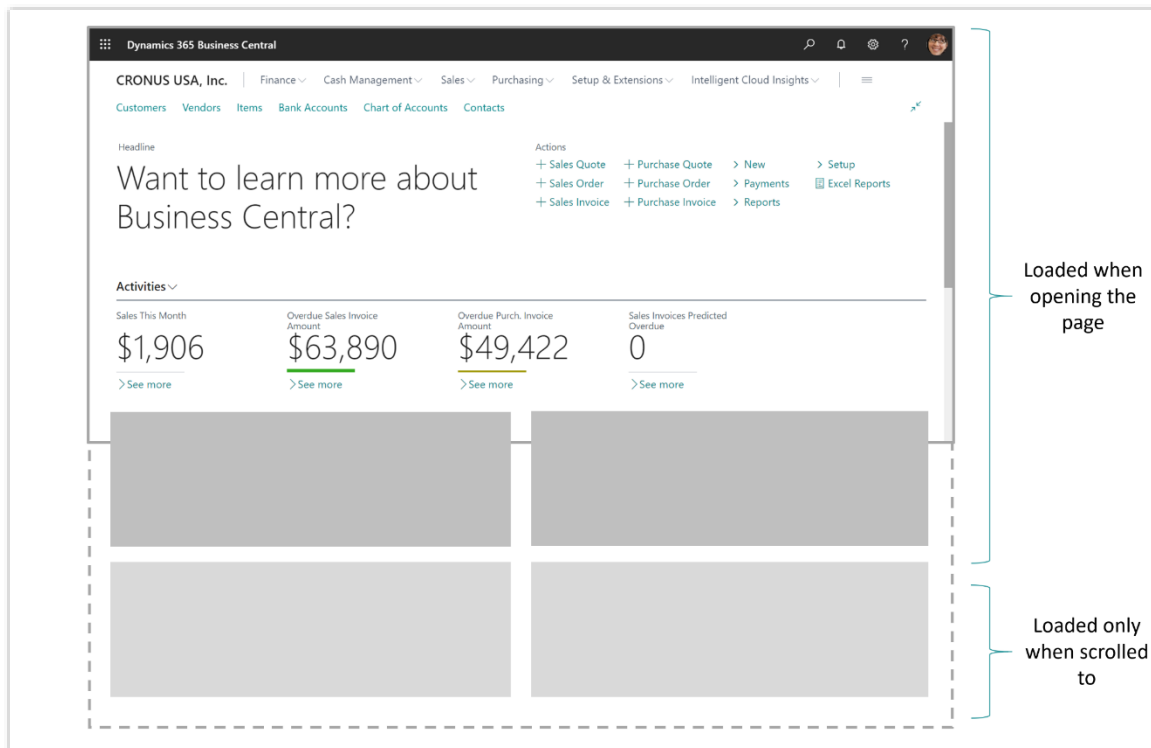 Dynamics 365 Business Central
?
CRONUS USA, Inc.
Finance
Cash Management
Sales
Purchasing
Setup & Extensions
Intelligent Cloud Insights
Customers
Vendors
Items
Bank Accounts
Chart of Accounts
Contacts
Headline
Want to learn more about
Business Central?
Actions
+ Sales Quote
+ Purchase Quote
> New
> Setup
+ Sales Order
+ Purchase Order
> Payments
Excel Reports
+ Sales Invoice
+ Purchase Invoice
> Reports
Activities
Sales This Month
$1,906
> See more
Overdue Sales Invoice
Amount
$63,890
> See more
Overdue Purch. Invoice
Amount
$49,422
> See more
Sales Invoices Predicted
Overdue
0
> See more
Loaded when
opening the
page
Loaded only
when scrolled
to